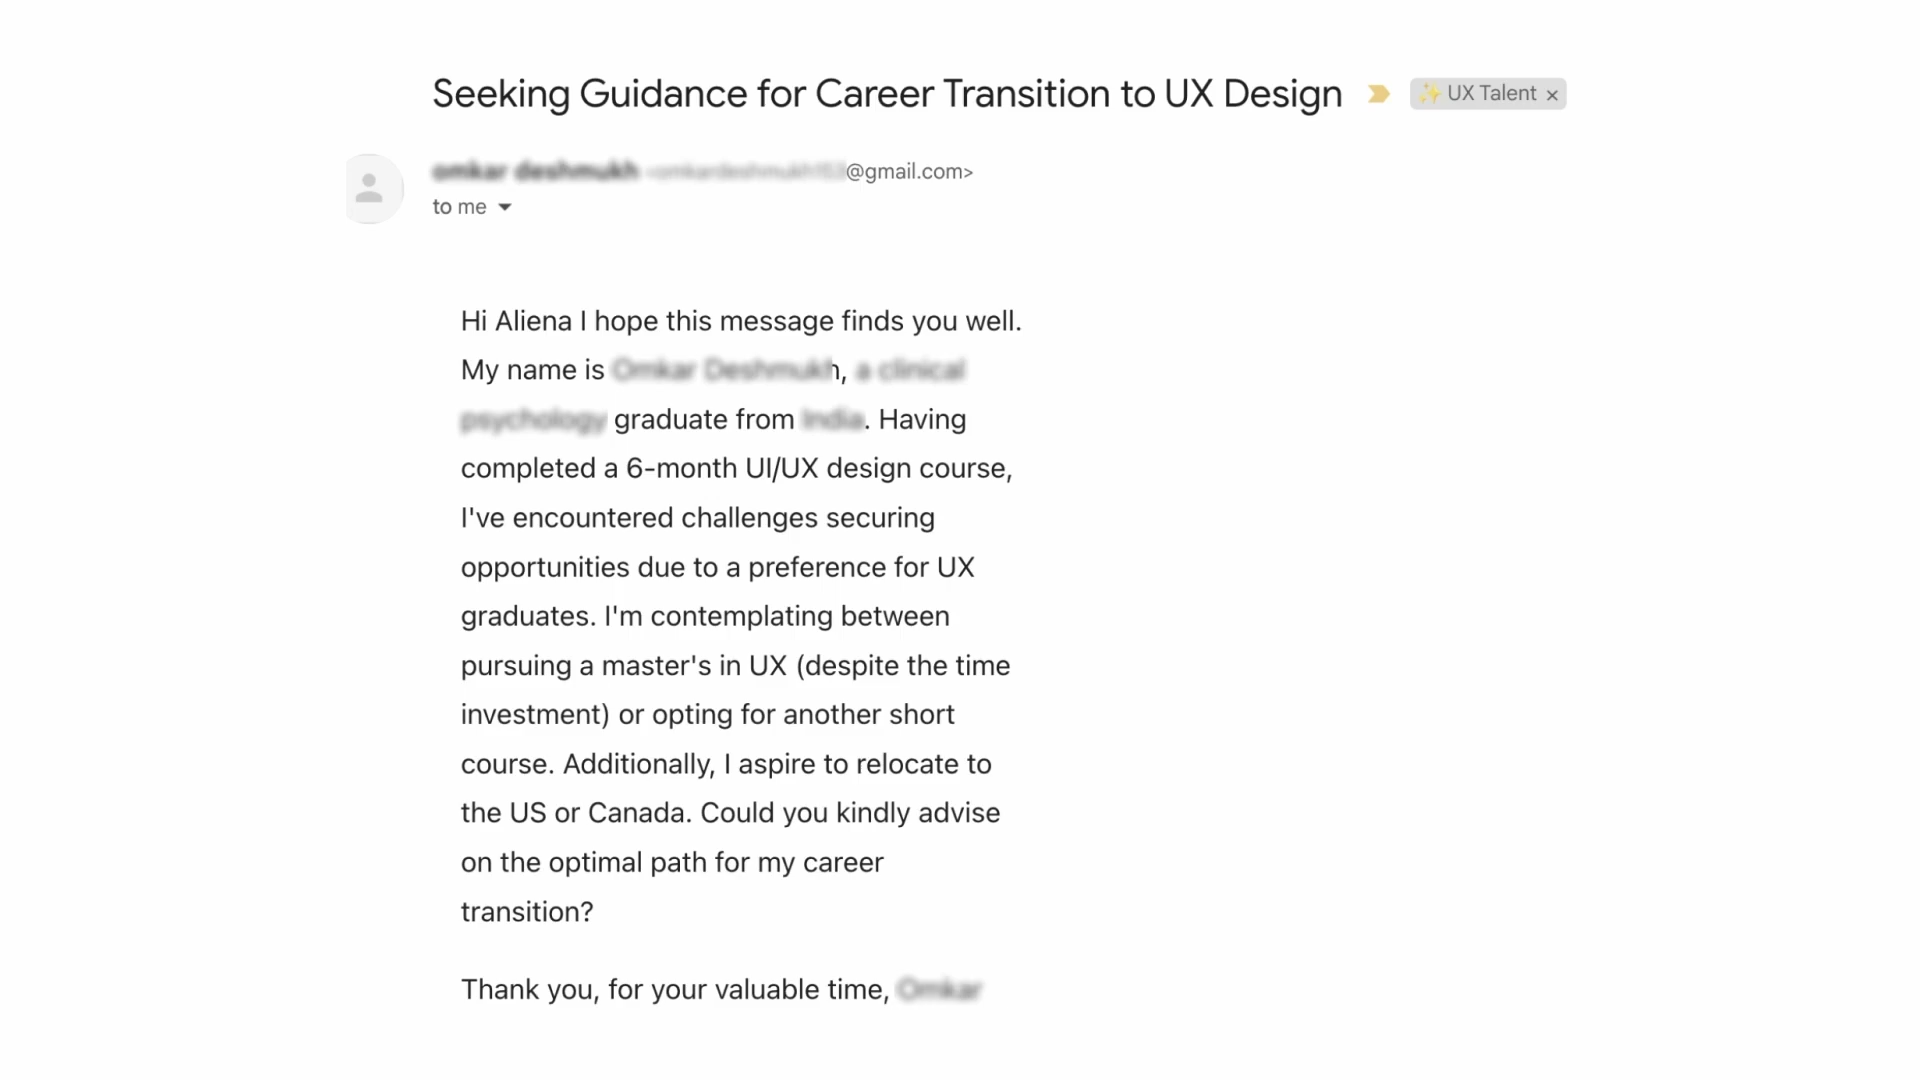 Seeking Guidance for Career Transition to UX Design
UX Talent ×
@gmail.com>
to me
Hi Aliena I hope this message finds you well.
My name is
graduate from . Having
completed a 6-month UI/UX design course,
I've encountered challenges securing
opportunities due to a preference for UX
graduates. I'm contemplating between
pursuing a master's in UX (despite the time
investment) or opting for another short
course. Additionally, I aspire to relocate to
the US or Canada. Could you kindly advise
on the optimal path for my career
transition?
Thank you, for your valuable time,